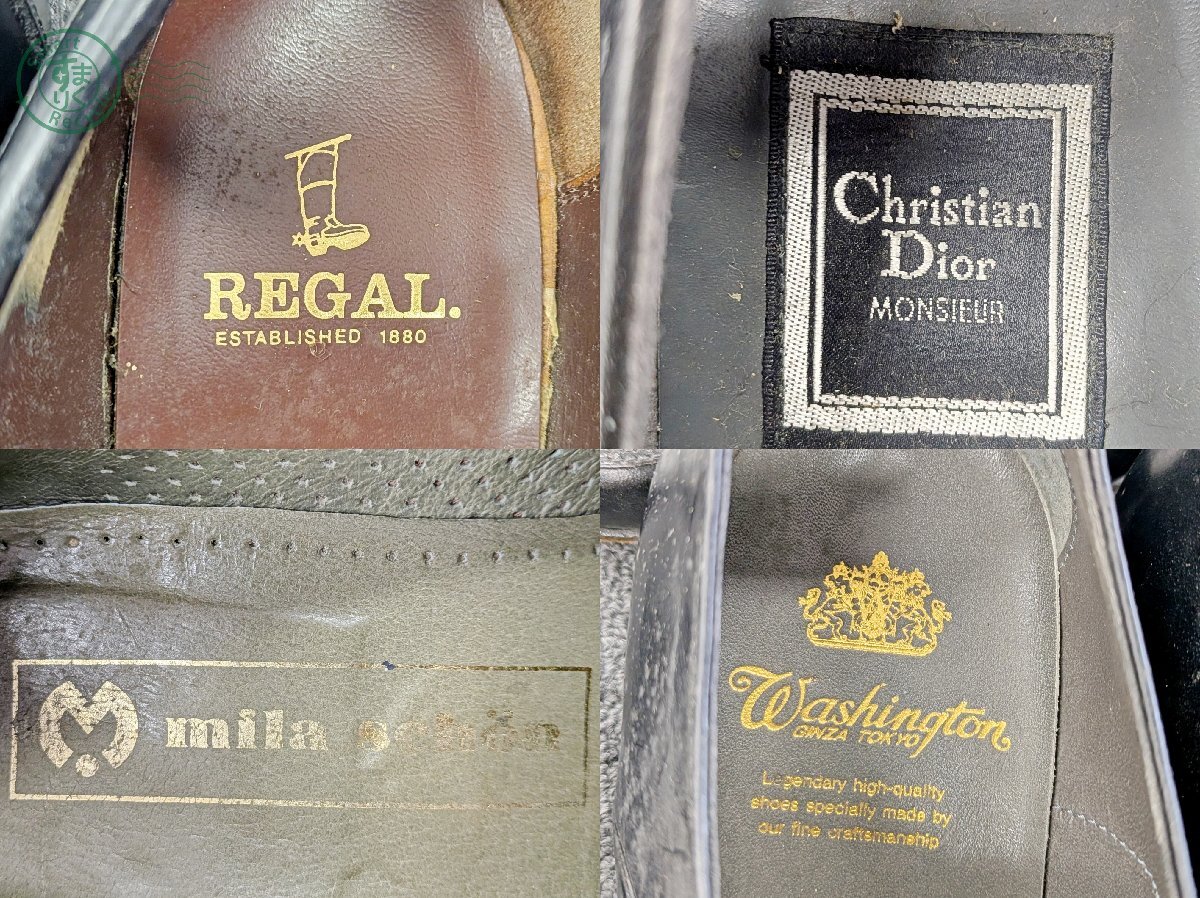 REGAL.
ESTABLISHED 1880
Christian
Dior
MONSIEUR
mila schön
Washington
GINZA TOKYO
Legendary high-quality
shoes specially made by
our fine craftsmanship